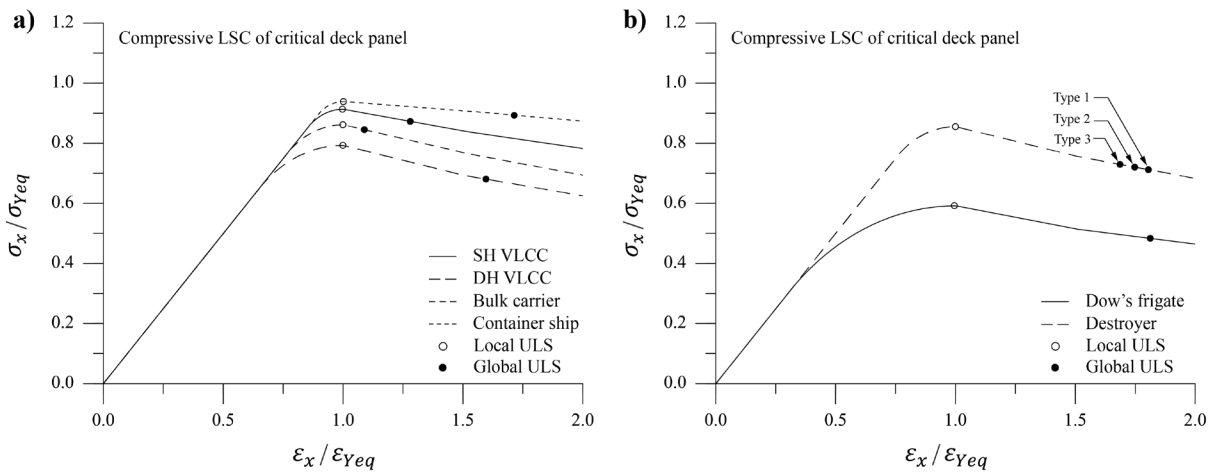 a)
Compressive LSC of critical deck panel
1.2
1.0
0.8
0.6
0.4
0.2
0.0
σx/σYeq
SH VLCC
DH VLCC
Bulk carrier
Container ship
Local ULS
Global ULS
0.0 0.5 1.0 1.5 2.0
εx/εYeq
b)
Compressive LSC of critical deck panel
1.2
1.0
0.8
0.6
0.4
0.2
0.0
σx/σYeq
Type 1
Type 2
Type 3
Dow's frigate
Destroyer
Local ULS
Global ULS
0.0 0.5 1.0 1.5 2.0
εx/εYeq